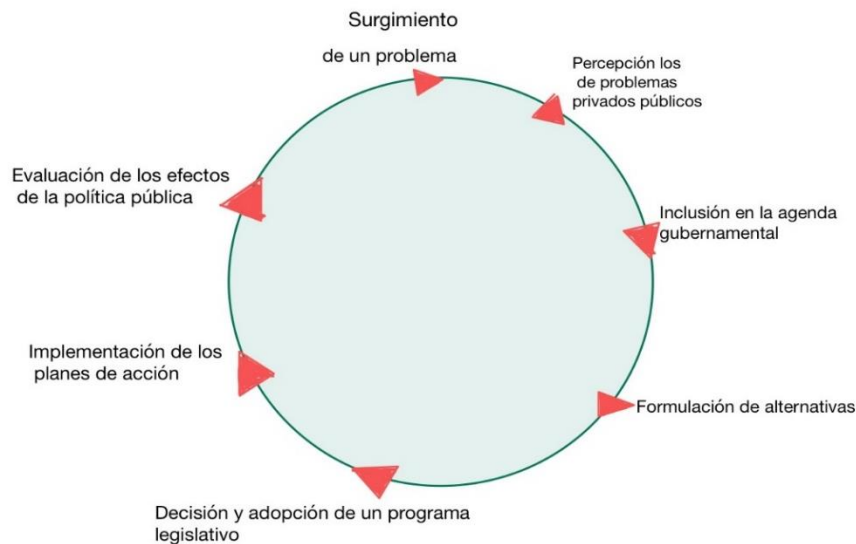 Surgimiento
de un problema
Percepción los
de problemas
privados públicos
Inclusión en la agenda
gubernamental
Formulación de alternativas
Decisión y adopción de un programa
legislativo
Implementación de los
planes de acción
Evaluación de los efectos
de la política pública